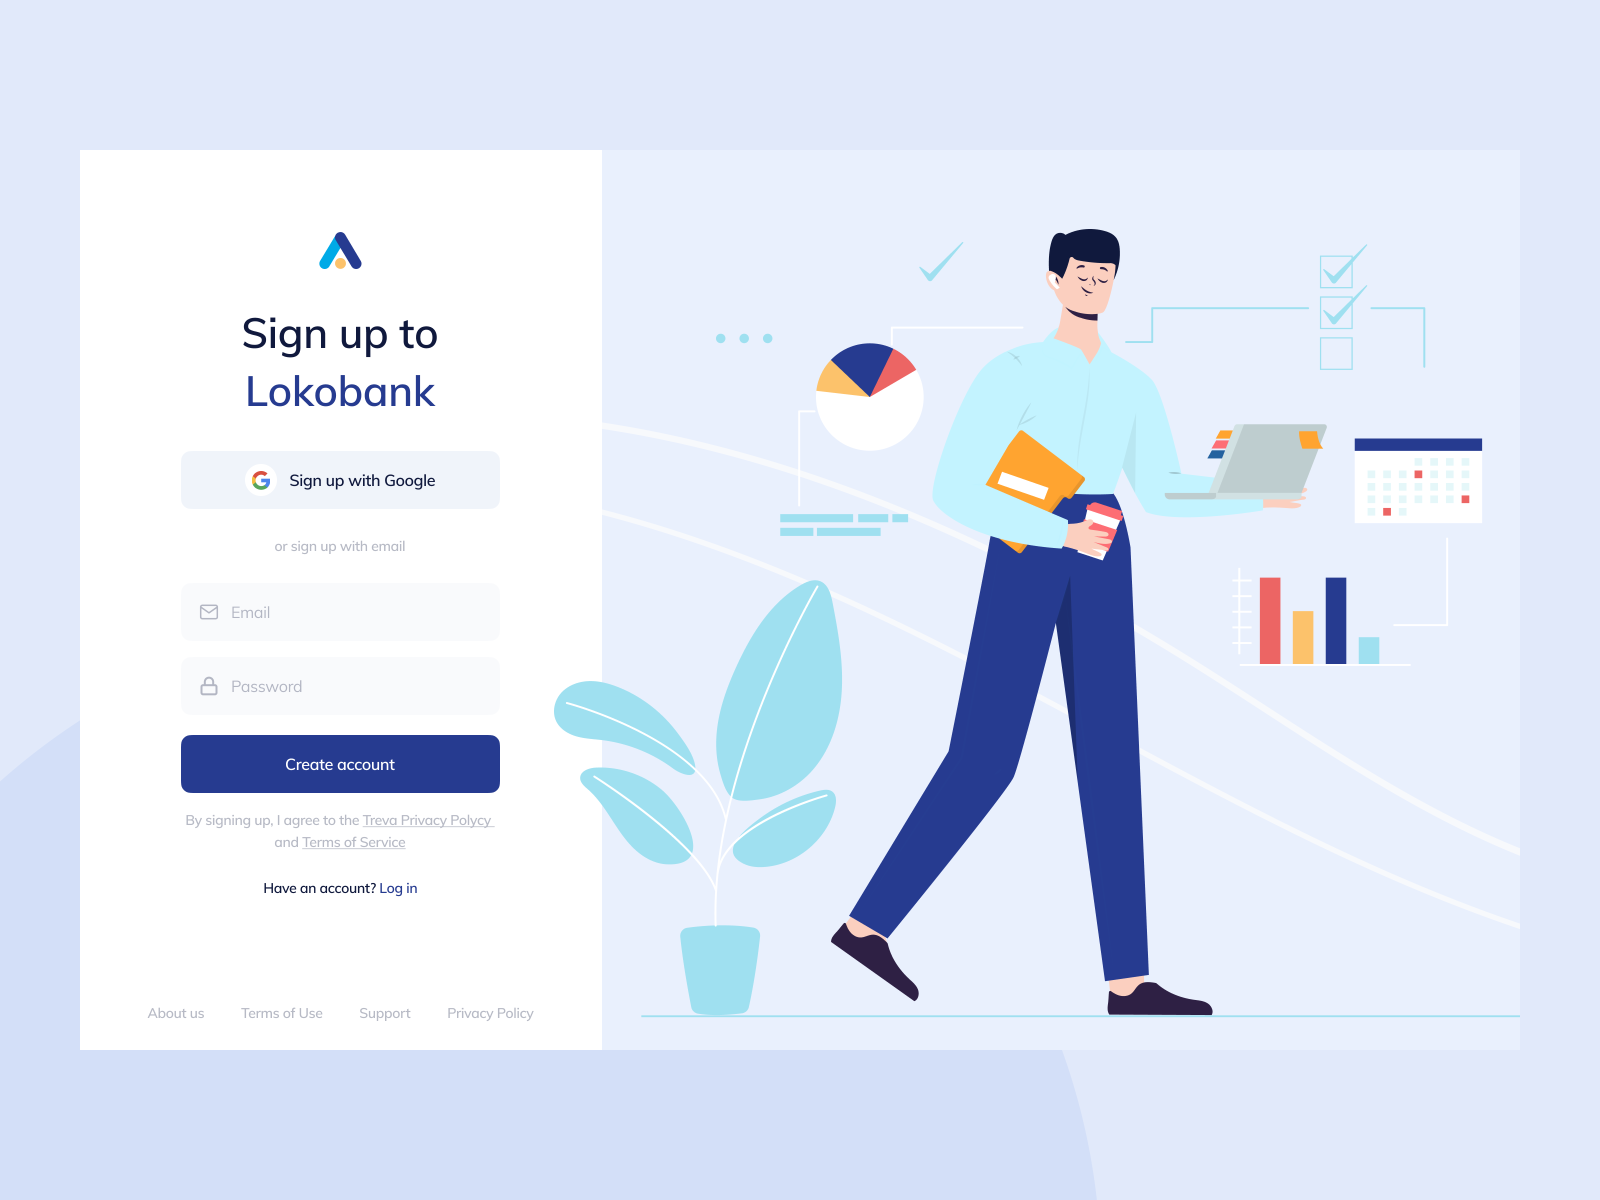 Sign up to
Lokobank
Sign up with Google
or sign up with email
Email
Password
Create account
By signing up, I agree to the Treva Privacy Polycy
and Terms of Service
Have an account? Log in
About us Terms of Use Support Privacy Policy